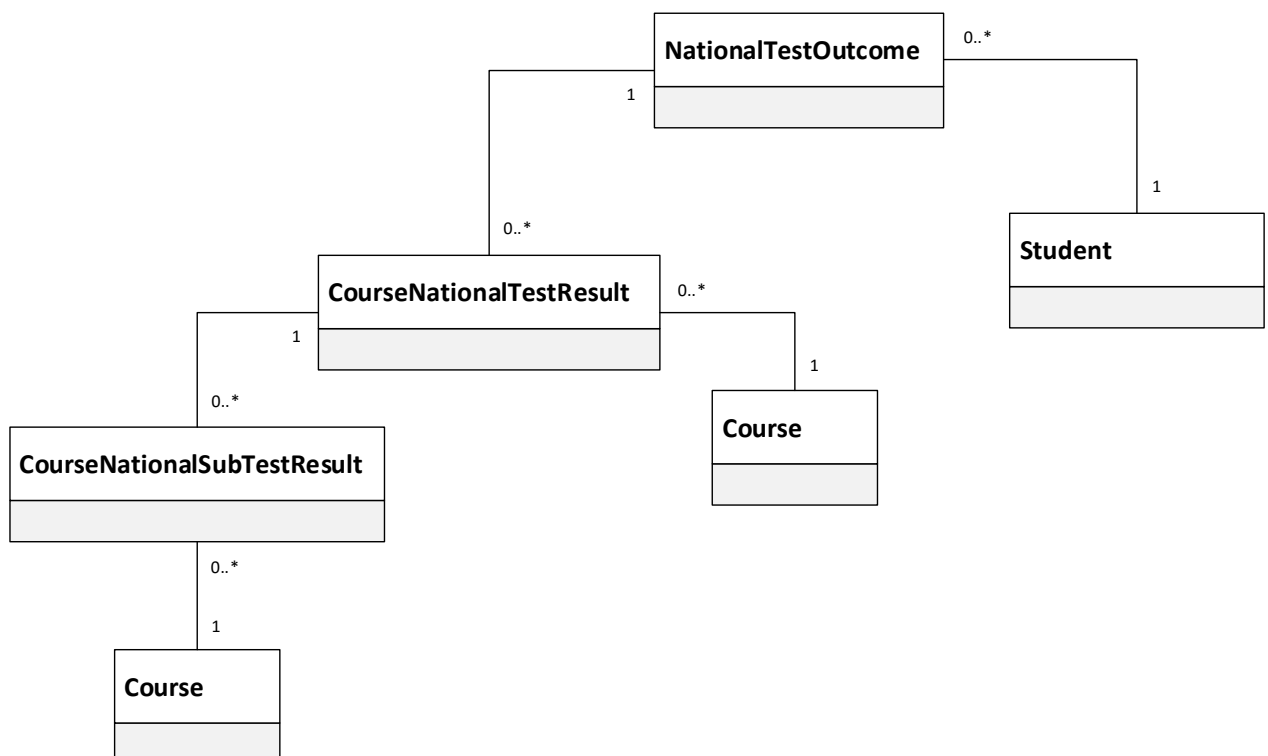 NationalTestOutcome
0..*
1
1
0..*
Student
CourseNationalTestResult
0..*
1
1
0..*
Course
CourseNationalSubTestResult
0..*
1
Course